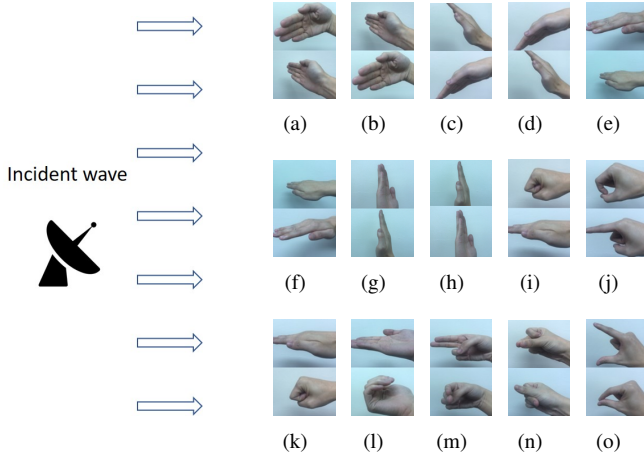 (a) (b) (c) (d) (e)
Incident wave
(f) (g) (h) (i) (j)
(k) (l) (m) (n) (o)